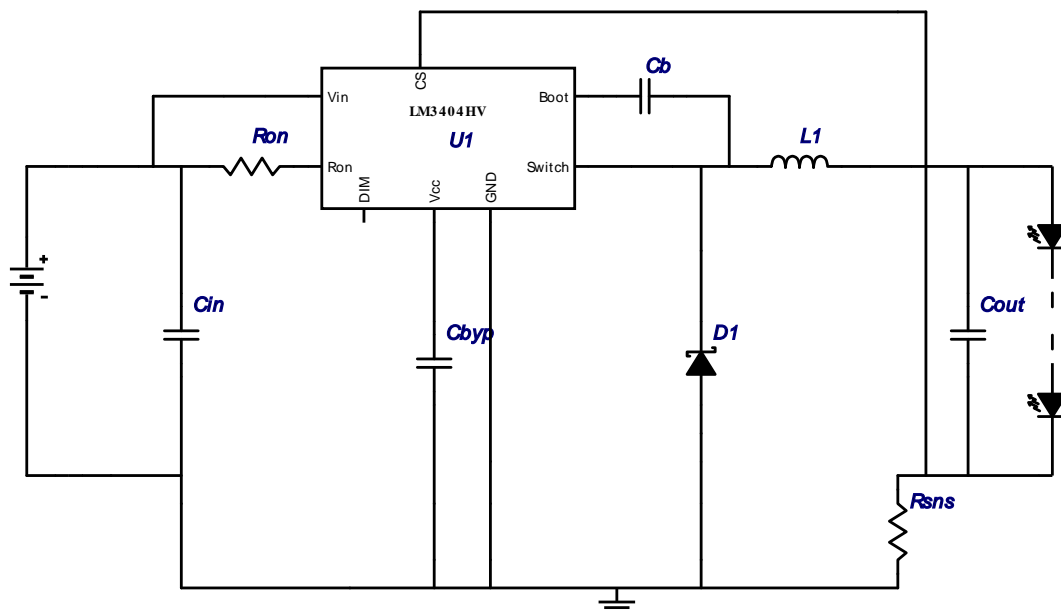 CS
Cb
Vin
LM3404HV
Boot
Ron
U1
L1
Ron
Switch
DIM
Vcc
GND
+
-
Cin
Cbyp
D1
Cout
Rsns